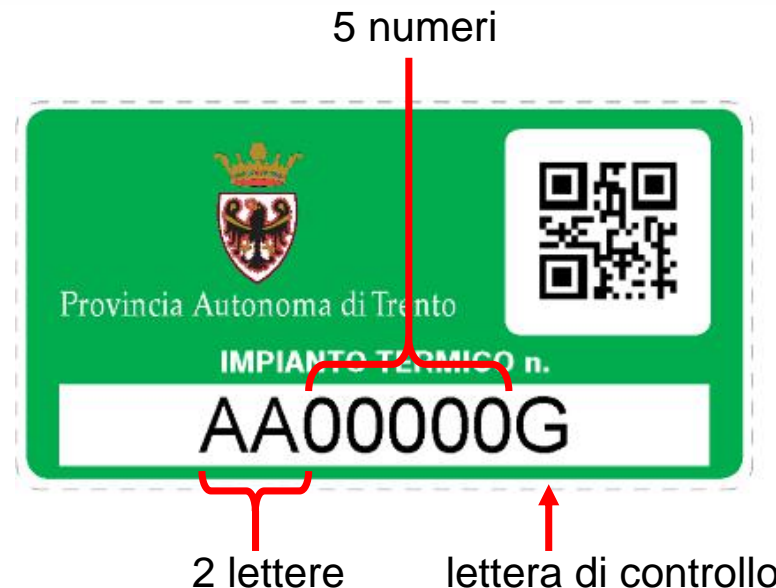 5 numeri
Provincia Autonoma di Trento
IMPIANTO TERMICO n.
AA00000G
2 lettere
lettera di controllo